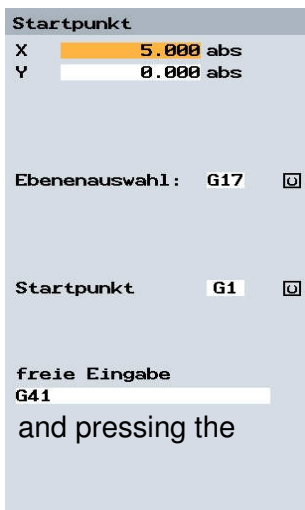 Startpunkt
X 5.000 abs
Y 0.000 abs
Ebenenauswahl: G17
Startpunkt G1
freie Eingabe
G41
and pressing the